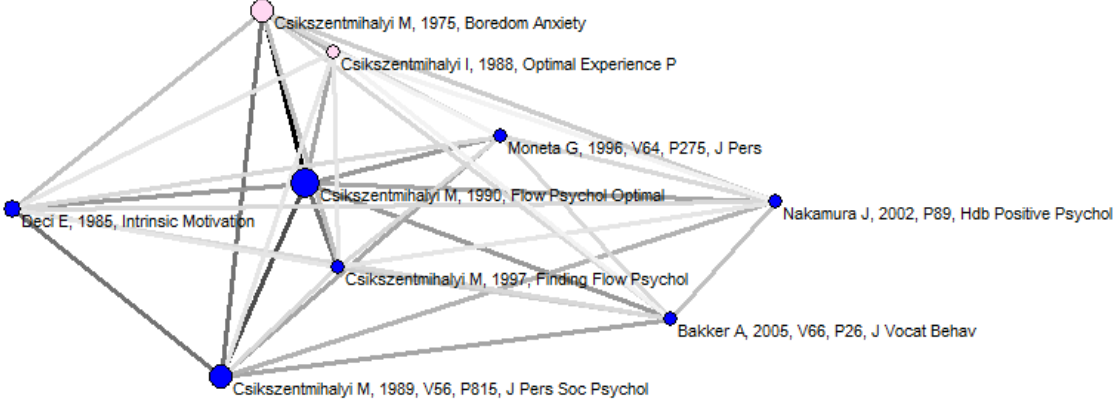 Csikszentmihalyi M, 1975, Boredom Anxiety
Csikszentmihalyi I, 1988, Optimal Experience P
Moneta G, 1996, V64, P275, J Pers
Csikszentmihalyi M, 1990, Flow Psychol Optimal
Nakamura J, 2002, P89, Hdb Positive Psychol
Deci E, 1985, Intrinsic Motivation
Csikszentmihalyi M, 1997, Finding Flow Psychol
Bakker A, 2005, V66, P26, J Vocat Behav
Csikszentmihalyi M, 1989, V56, P815, J Pers Soc Psychol